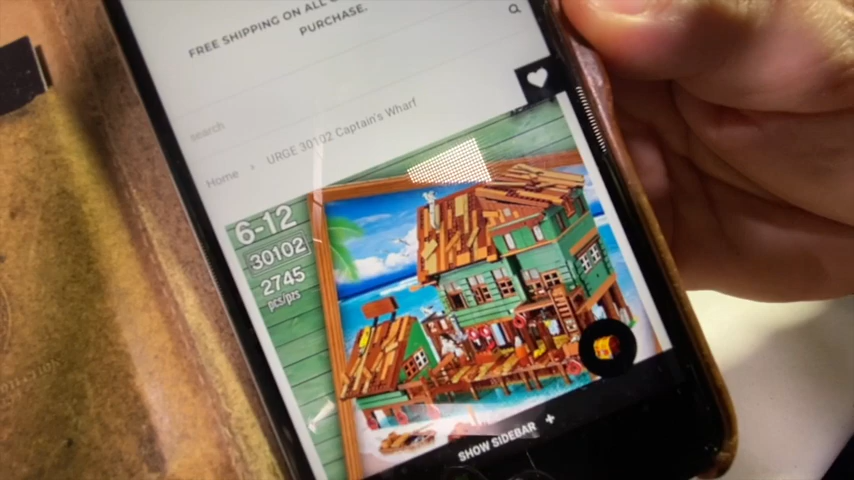 FREE SHIPPING ON ALL
PURCHASE.
search
Home > URGE 30102 Captain's Wharf
6-12
30102
2745
pcs/pzs
SHOW SIDEBAR +